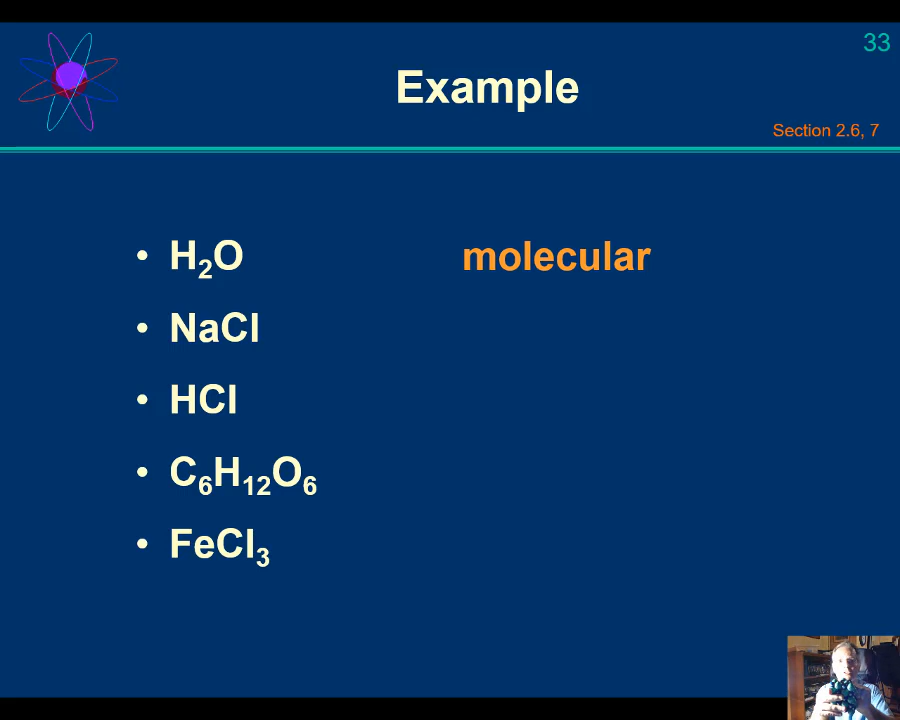 33
Example
Section 2.6, 7
• H₂O molecular
• NaCl
• HCl
• C₆H₁₂O₆
• FeCl₃